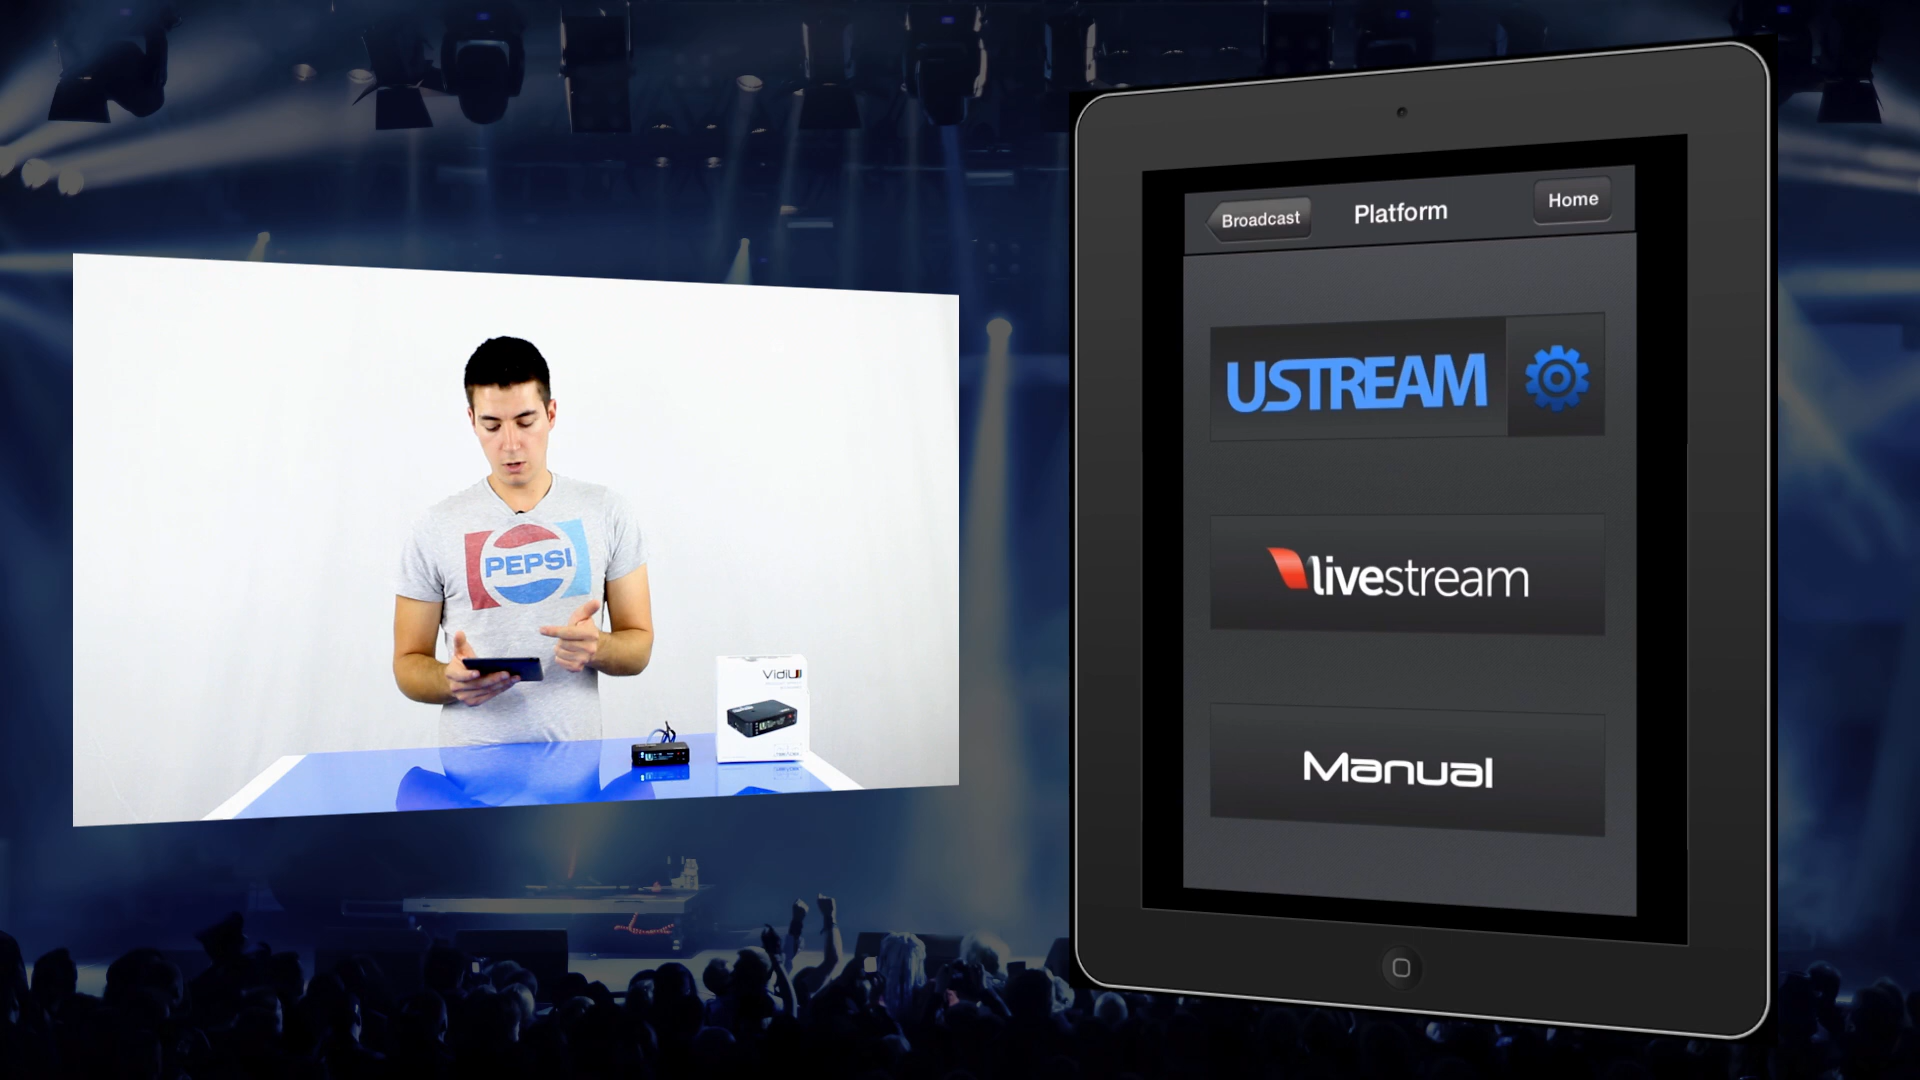 Broadcast
Platform
Home
USTREAM
livestream
Manual
PEPSI
VidiU